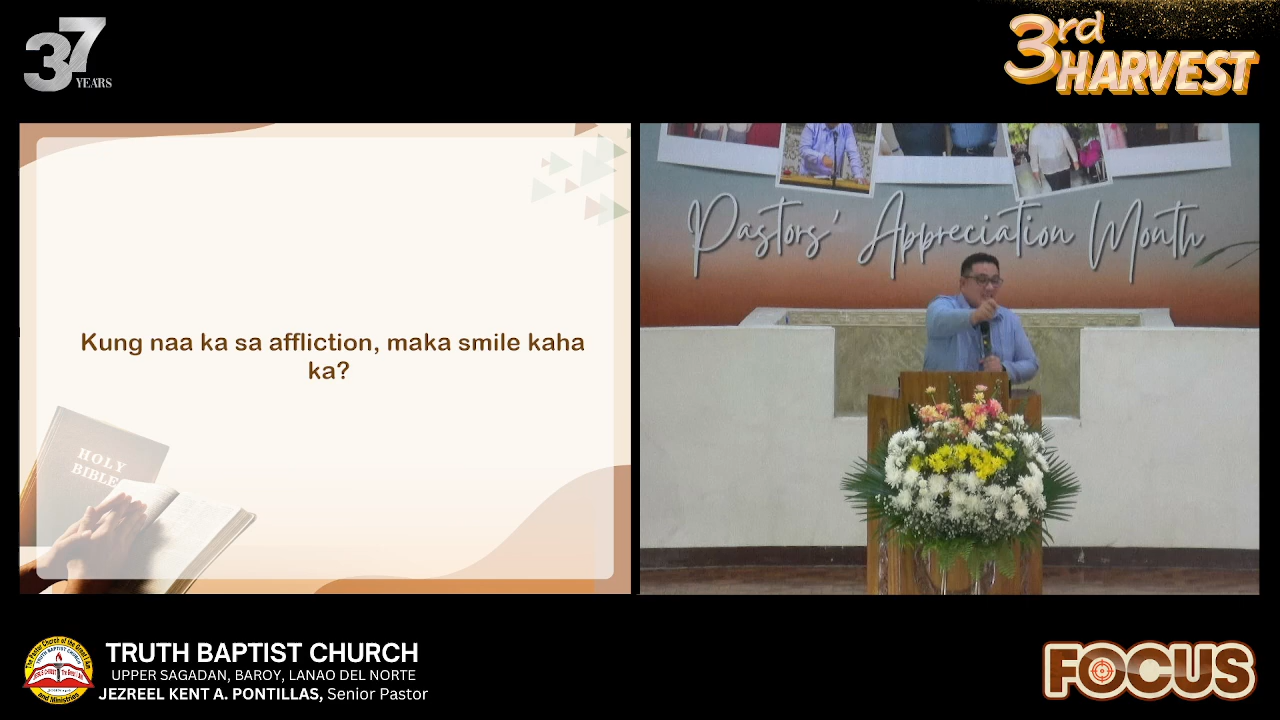 37
YEARS
3rd
HARVEST
Kung naa ka sa affliction, maka smile kaha
ka?
HOLY
BIBLE
Pastors' Appreciation Month
TRUTH BAPTIST CHURCH
UPPER SAGADAN, BAROY, LANAO DEL NORTE
JEZREEL KENT A. PONTILLAS, Senior Pastor
FOCUS